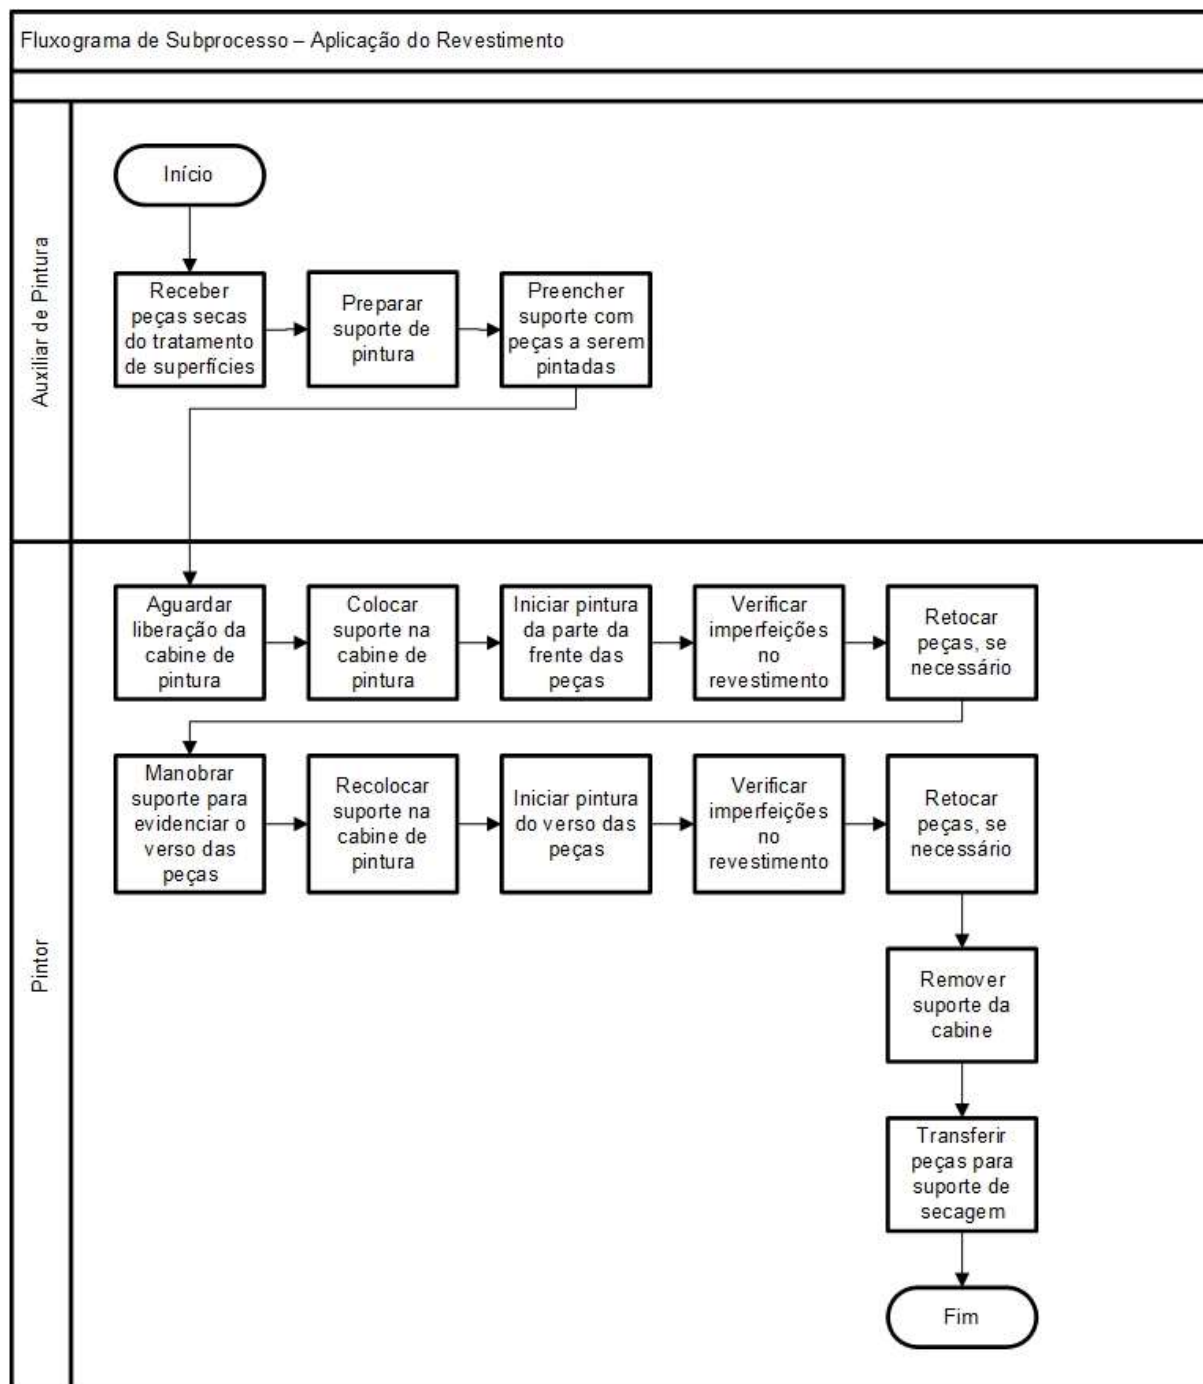 Fluxograma de Subprocesso – Aplicação do Revestimento
Auxiliar de Pintura
Início
Receber
peças secas
do tratamento
de superfícies
Preparar
suporte de
pintura
Preencher
suporte com
peças a serem
pintadas
Pintor
Aguardar
liberação da
cabine de
pintura
Colocar
suporte na
cabine de
pintura
Iniciar pintura
da parte da
frente das
peças
Verificar
imperfeições
no
revestimento
Retocar
peças, se
necessário
Manobrar
suporte para
evidenciar o
verso das
peças
Recolocar
suporte na
cabine de
pintura
Iniciar pintura
do verso das
peças
Verificar
imperfeições
no
revestimento
Retocar
peças, se
necessário
Remover
suporte da
cabine
Transferir
peças para
suporte de
secagem
Fim